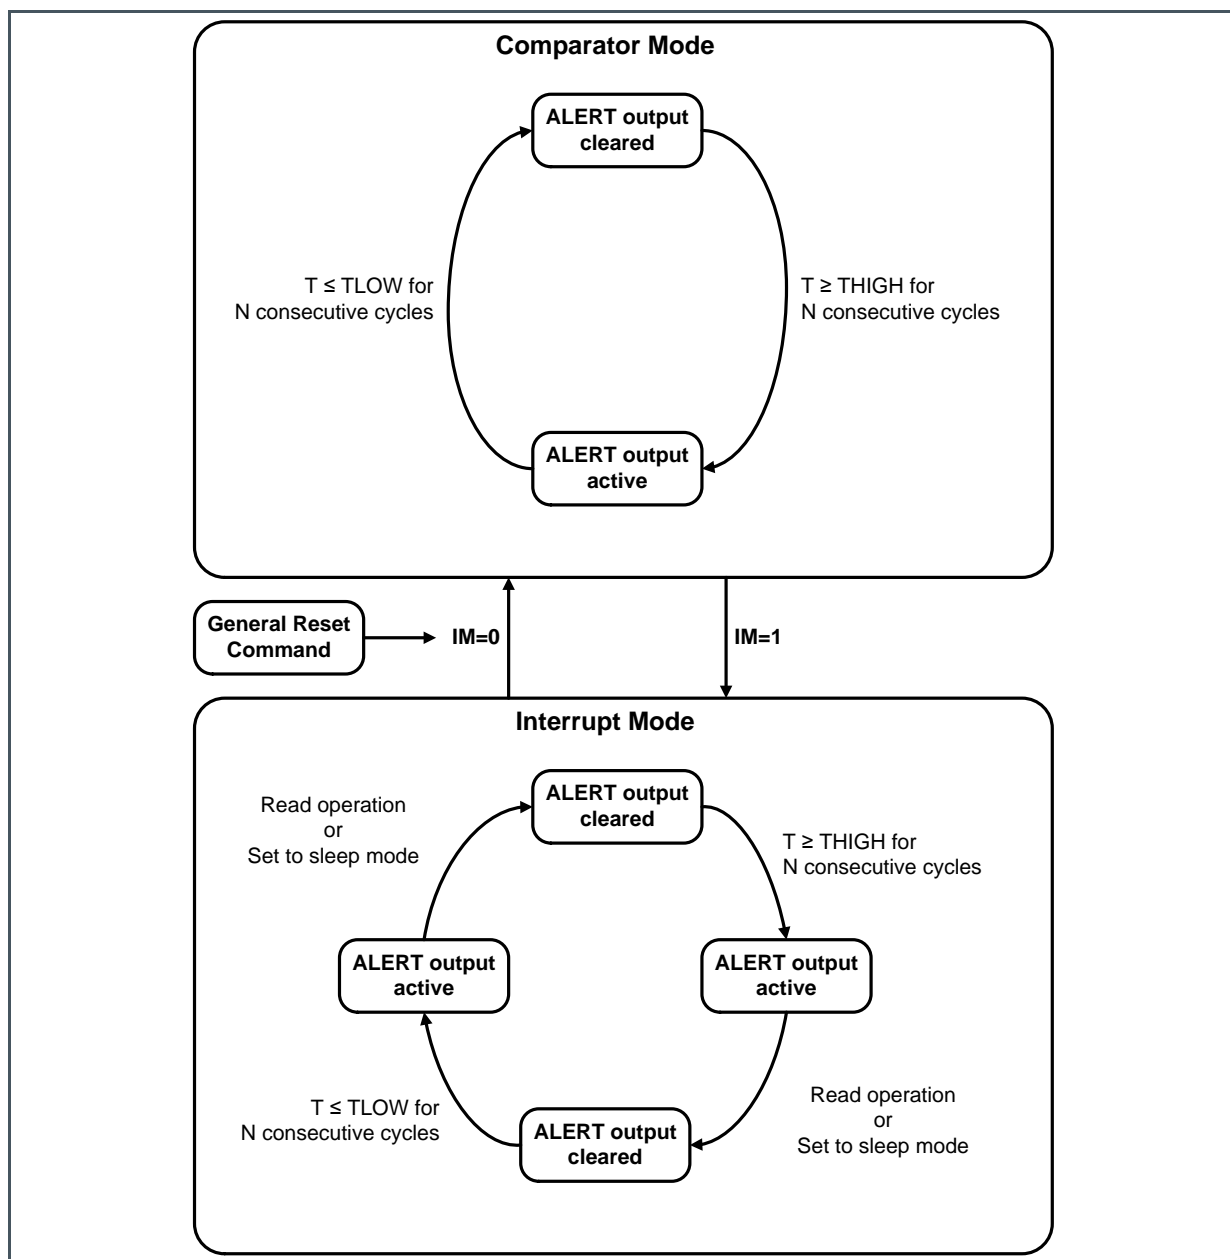 Comparator Mode
ALERT output
cleared
T ≤ TLOW for
N consecutive cycles
T ≥ THIGH for
N consecutive cycles
ALERT output
active
General Reset
Command
IM=0
IM=1
Interrupt Mode
ALERT output
cleared
Read operation
or
Set to sleep mode
T ≥ THIGH for
N consecutive cycles
ALERT output
active
ALERT output
active
T ≤ TLOW for
N consecutive cycles
ALERT output
cleared
Read operation
or
Set to sleep mode